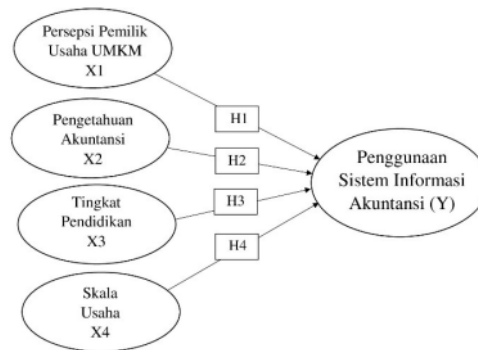 Persepsi Pemilik
Usaha UMKM
X1
H1
Pengetahuan
Akuntansi
X2
H2
Tingkat
Pendidikan
X3
H3
Skala
Usaha
X4
H4
Penggunaan
Sistem Informasi
Akuntansi (Y)